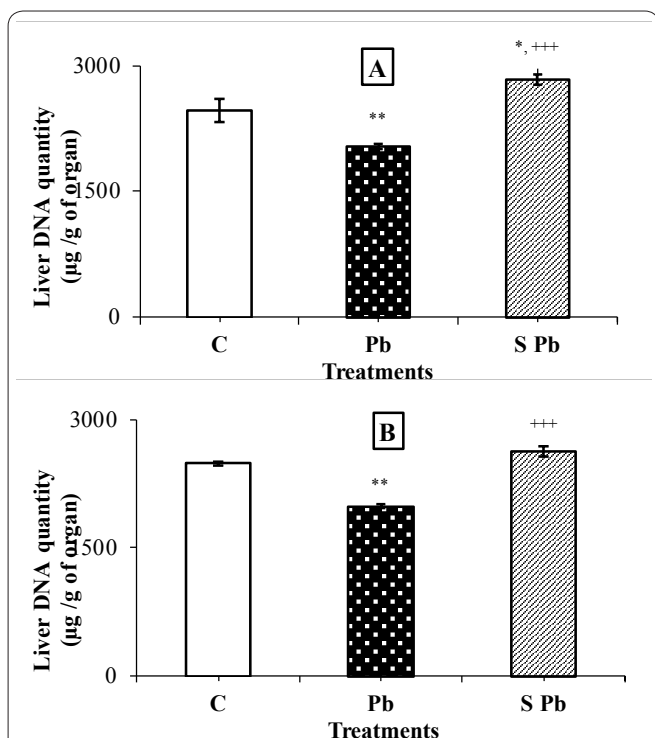 *, +++
3000
A
**
1500
0
Liver DNA quantity
(µg /g of organ)
C
Pb
S Pb
Treatments
3000
B
+++
**
1500
0
Liver DNA quantity
(µg /g of organ)
C
Pb
S Pb
Treatments